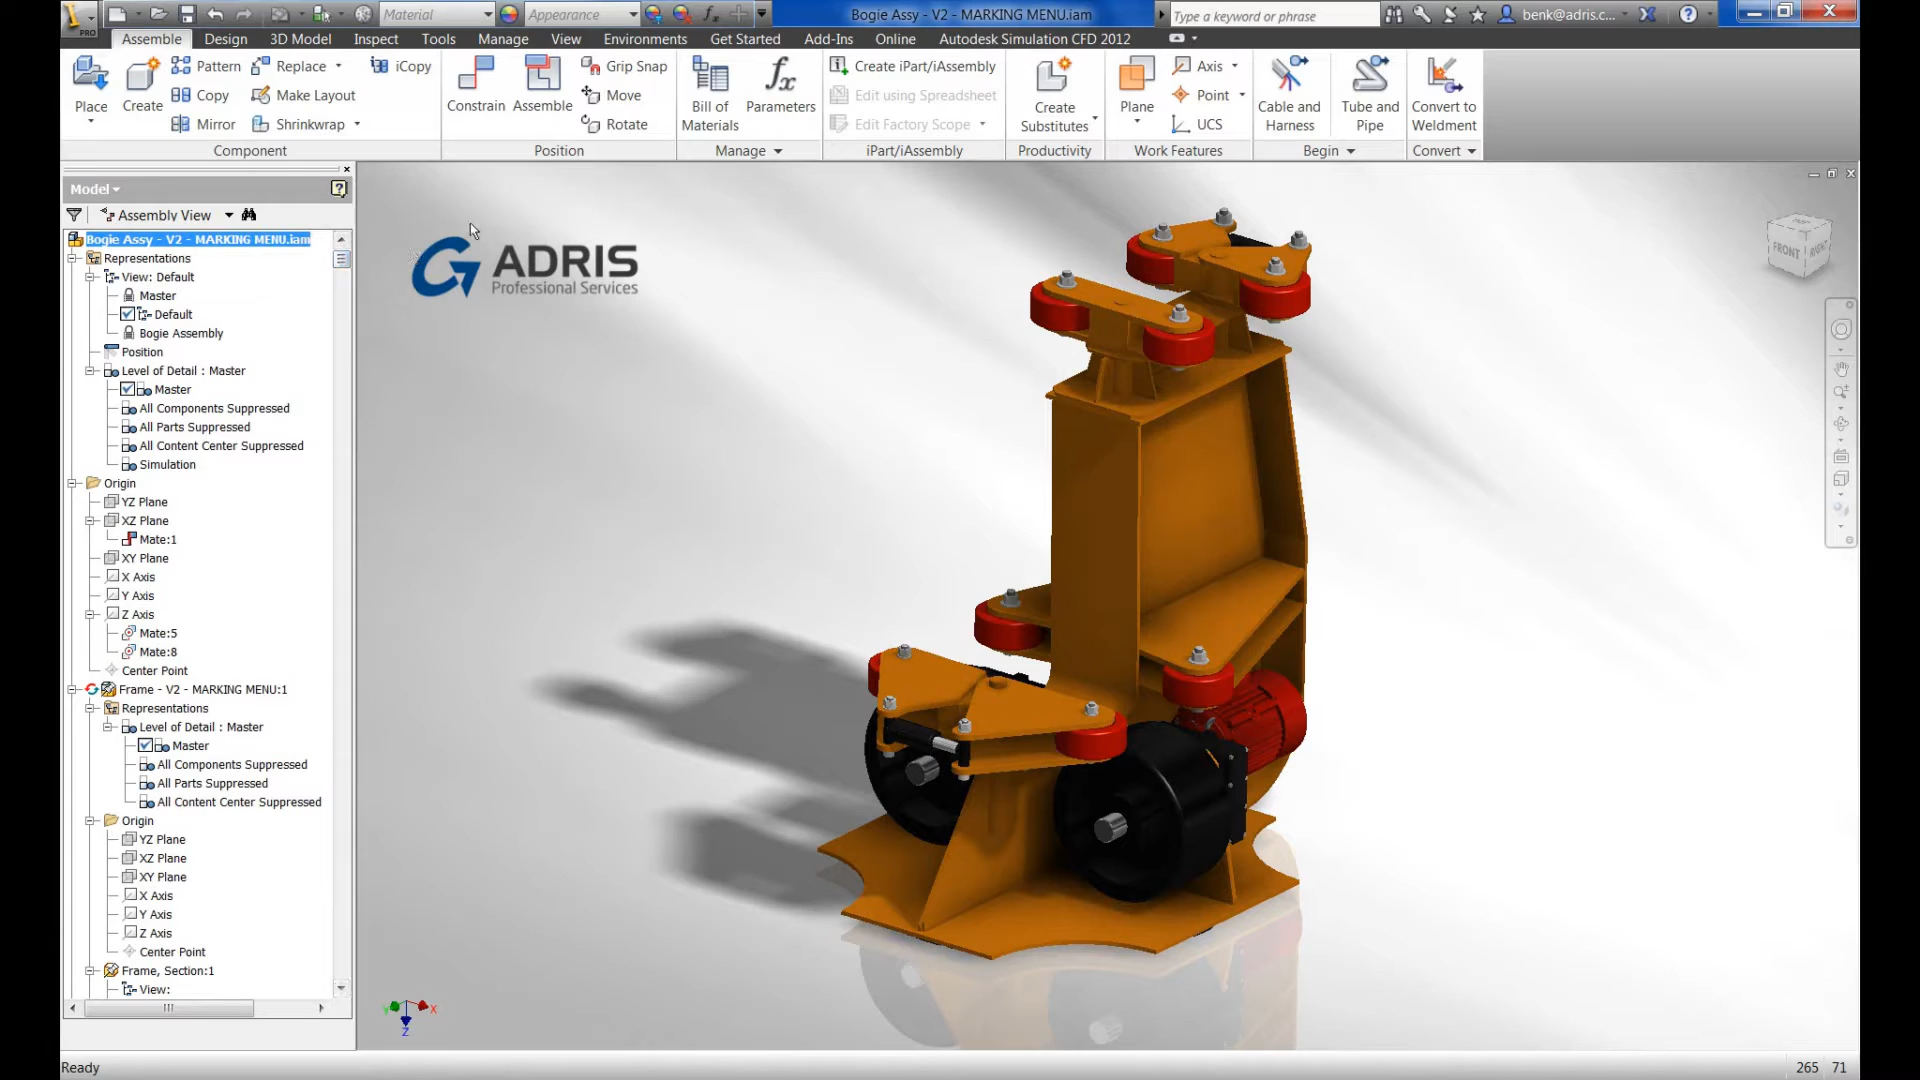 PRO
Material
Appearance
Bogie Assy - V2 - MARKING MENU.iam
Type a keyword or phrase
benk@adris.c...
Assemble Design 3D Model Inspect Tools Manage View Environments Get Started Add-Ins Online Autodesk Simulation CFD 2012
Place
Create
Pattern
Copy
Mirror
Replace
Make Layout
Shrinkwrap
iCopy
Component
Constrain
Assemble
Grip Snap
Move
Rotate
Position
Bill of
Materials
Parameters
Manage
Create iPart/iAssembly
Edit using Spreadsheet
Edit Factory Scope
iPart/iAssembly
Create
Substitutes
Productivity
Plane
Axis
Point
UCS
Work Features
Cable and
Harness
Tube and
Pipe
Begin
Convert to
Weldment
Convert
Model
Assembly View
Bogie Assy - V2 - MARKING MENU.iam
Representations
View: Default
Master
Default
Bogie Assembly
Position
Level of Detail : Master
Master
All Components Suppressed
All Parts Suppressed
All Content Center Suppressed
Simulation
Origin
YZ Plane
XZ Plane
Mate:1
XY Plane
X Axis
Y Axis
Z Axis
Mate:5
Mate:8
Center Point
Frame - V2 - MARKING MENU:1
Representations
Level of Detail : Master
Master
All Components Suppressed
All Parts Suppressed
All Content Center Suppressed
Origin
YZ Plane
XZ Plane
XY Plane
X Axis
Y Axis
Z Axis
Center Point
Frame, Section:1
View:
ADRIS
Professional Services
FRONT
RIGHT
Y
X
Z
Ready
265 71